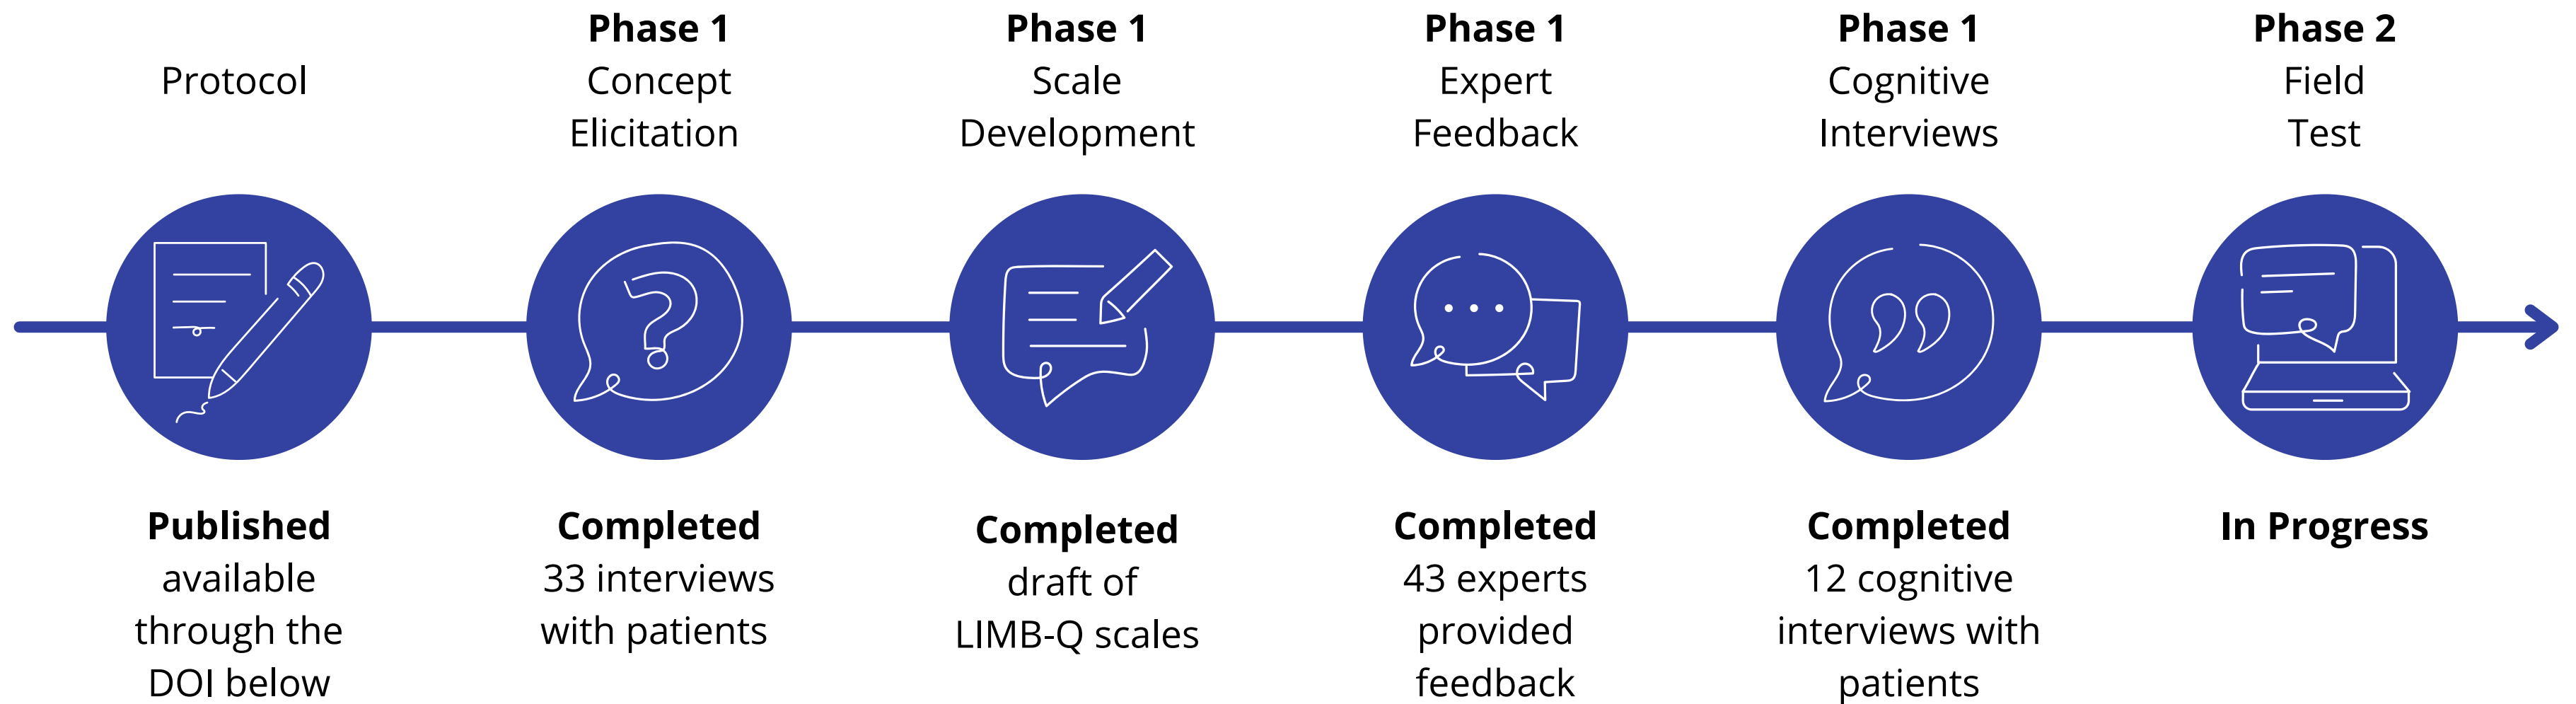 Protocol
Phase 1
Concept
Elicitation
Phase 1
Scale
Development
Phase 1
Expert
Feedback
Phase 1
Cognitive
Interviews
Phase 2
Field
Test
Published
available
through the
DOI below
Completed
33 interviews
with patients
Completed
draft of
LIMB-Q scales
Completed
43 experts
provided
feedback
Completed
12 cognitive
interviews with
patients
In Progress